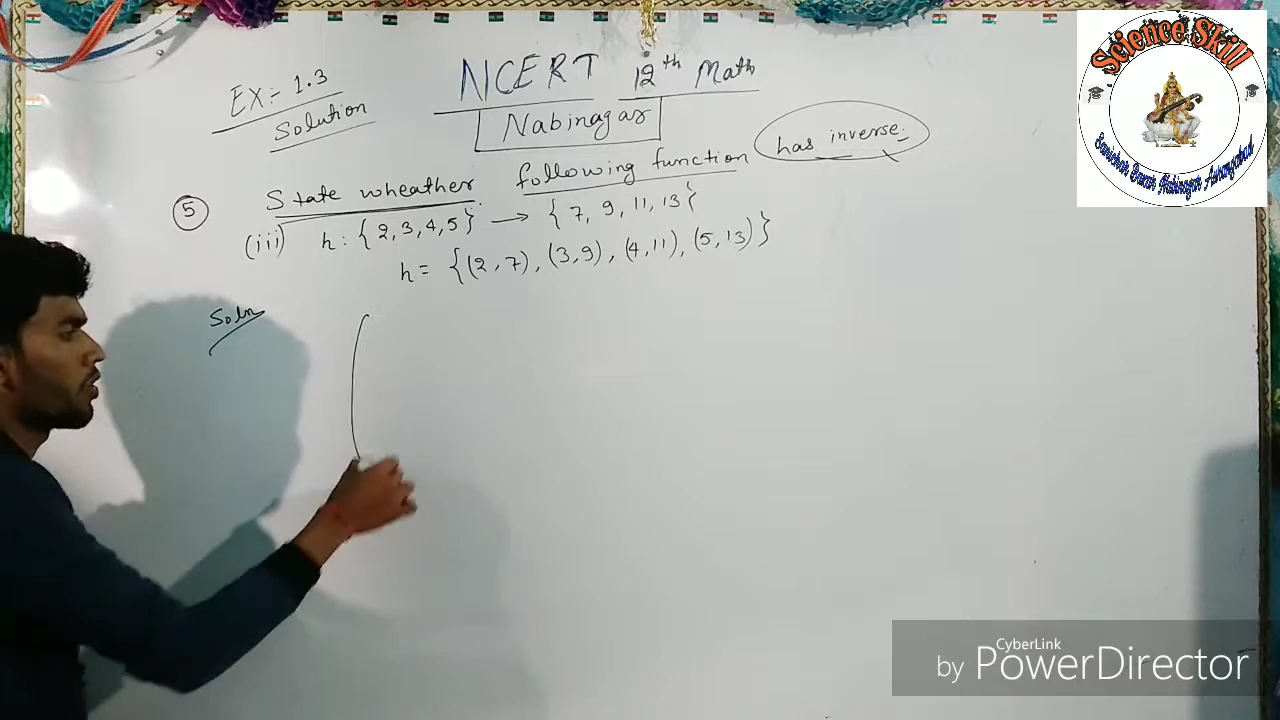 EX:- 1.3
Solution
NCERT 12th Math
Nabinagar
5 State wheather following function has inverse.
(iii) h : {2, 3, 4, 5} → {7, 9, 11, 13}
h = {(2, 7), (3, 9), (4, 11), (5, 13)}
Soln
Science Skill
by CyberLink PowerDirector